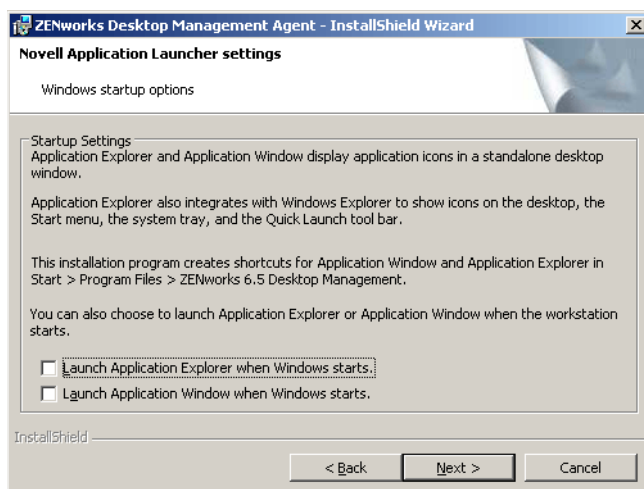 ZENworks Desktop Management Agent - InstallShield Wizard
Novell Application Launcher settings
Windows startup options
Startup Settings
Application Explorer and Application Window display application icons in a standalone desktop
window.
Application Explorer also integrates with Windows Explorer to show icons on the desktop, the
Start menu, the system tray, and the Quick Launch tool bar.
This installation program creates shortcuts for Application Window and Application Explorer in
Start > Program Files > ZENworks 6.5 Desktop Management.
You can also choose to launch Application Explorer or Application Window when the workstation
starts.
Launch Application Explorer when Windows starts.
Launch Application Window when Windows starts.
InstallShield
< Back
Next >
Cancel